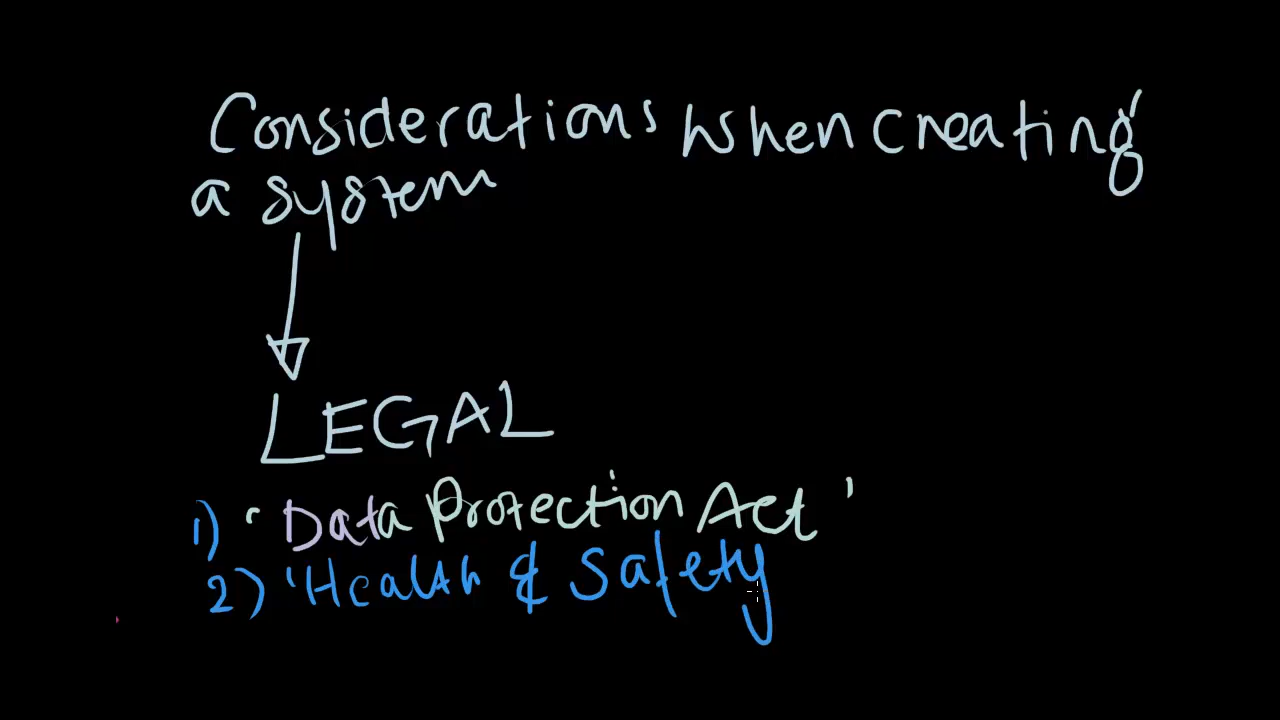 Considerations when creating
a system
LEGAL
1) 'Data Protection Act'
2) 'Health & Safety